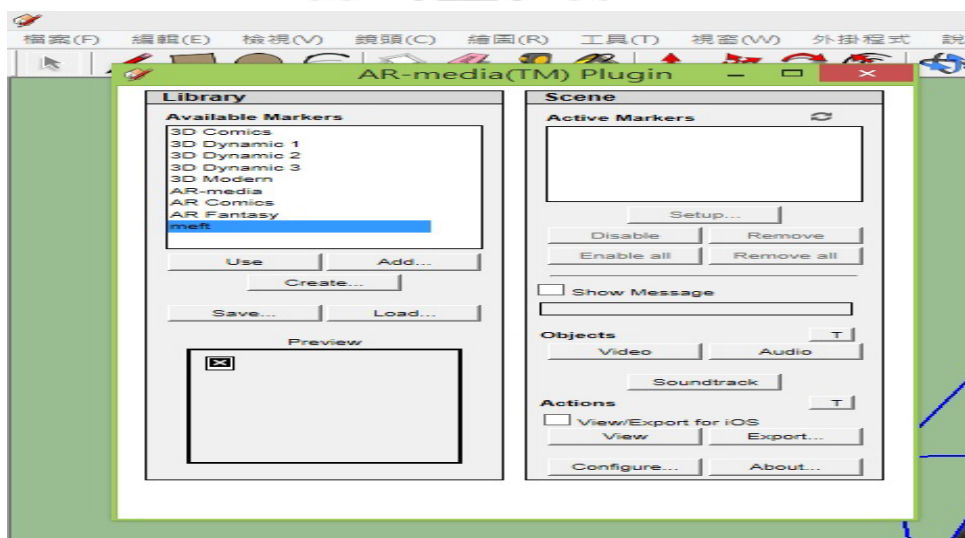 檔案(F) 編輯(E) 檢視(V) 鏡頭(C) 繪圖(R) 工具(T) 視窗(W) 外掛程式 說
AR-media(TM) Plugin
Library
Available Markers
3D Comics
3D Dynamic 1
3D Dynamic 2
3D Dynamic 3
3D Modern
AR-media
AR Comics
AR Fantasy
meft
Use Add...
Create...
Save... Load...
Preview
Scene
Active Markers
Setup...
Disable Remove
Enable all Remove all
Show Message
Objects T
Video Audio
Soundtrack
Actions T
View/Export for iOS
View Export...
Configure... About...